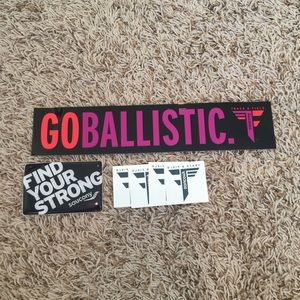 GOBALLISTIC.
TRACK & FIELD
FIND
YOUR
STRONG
saucony